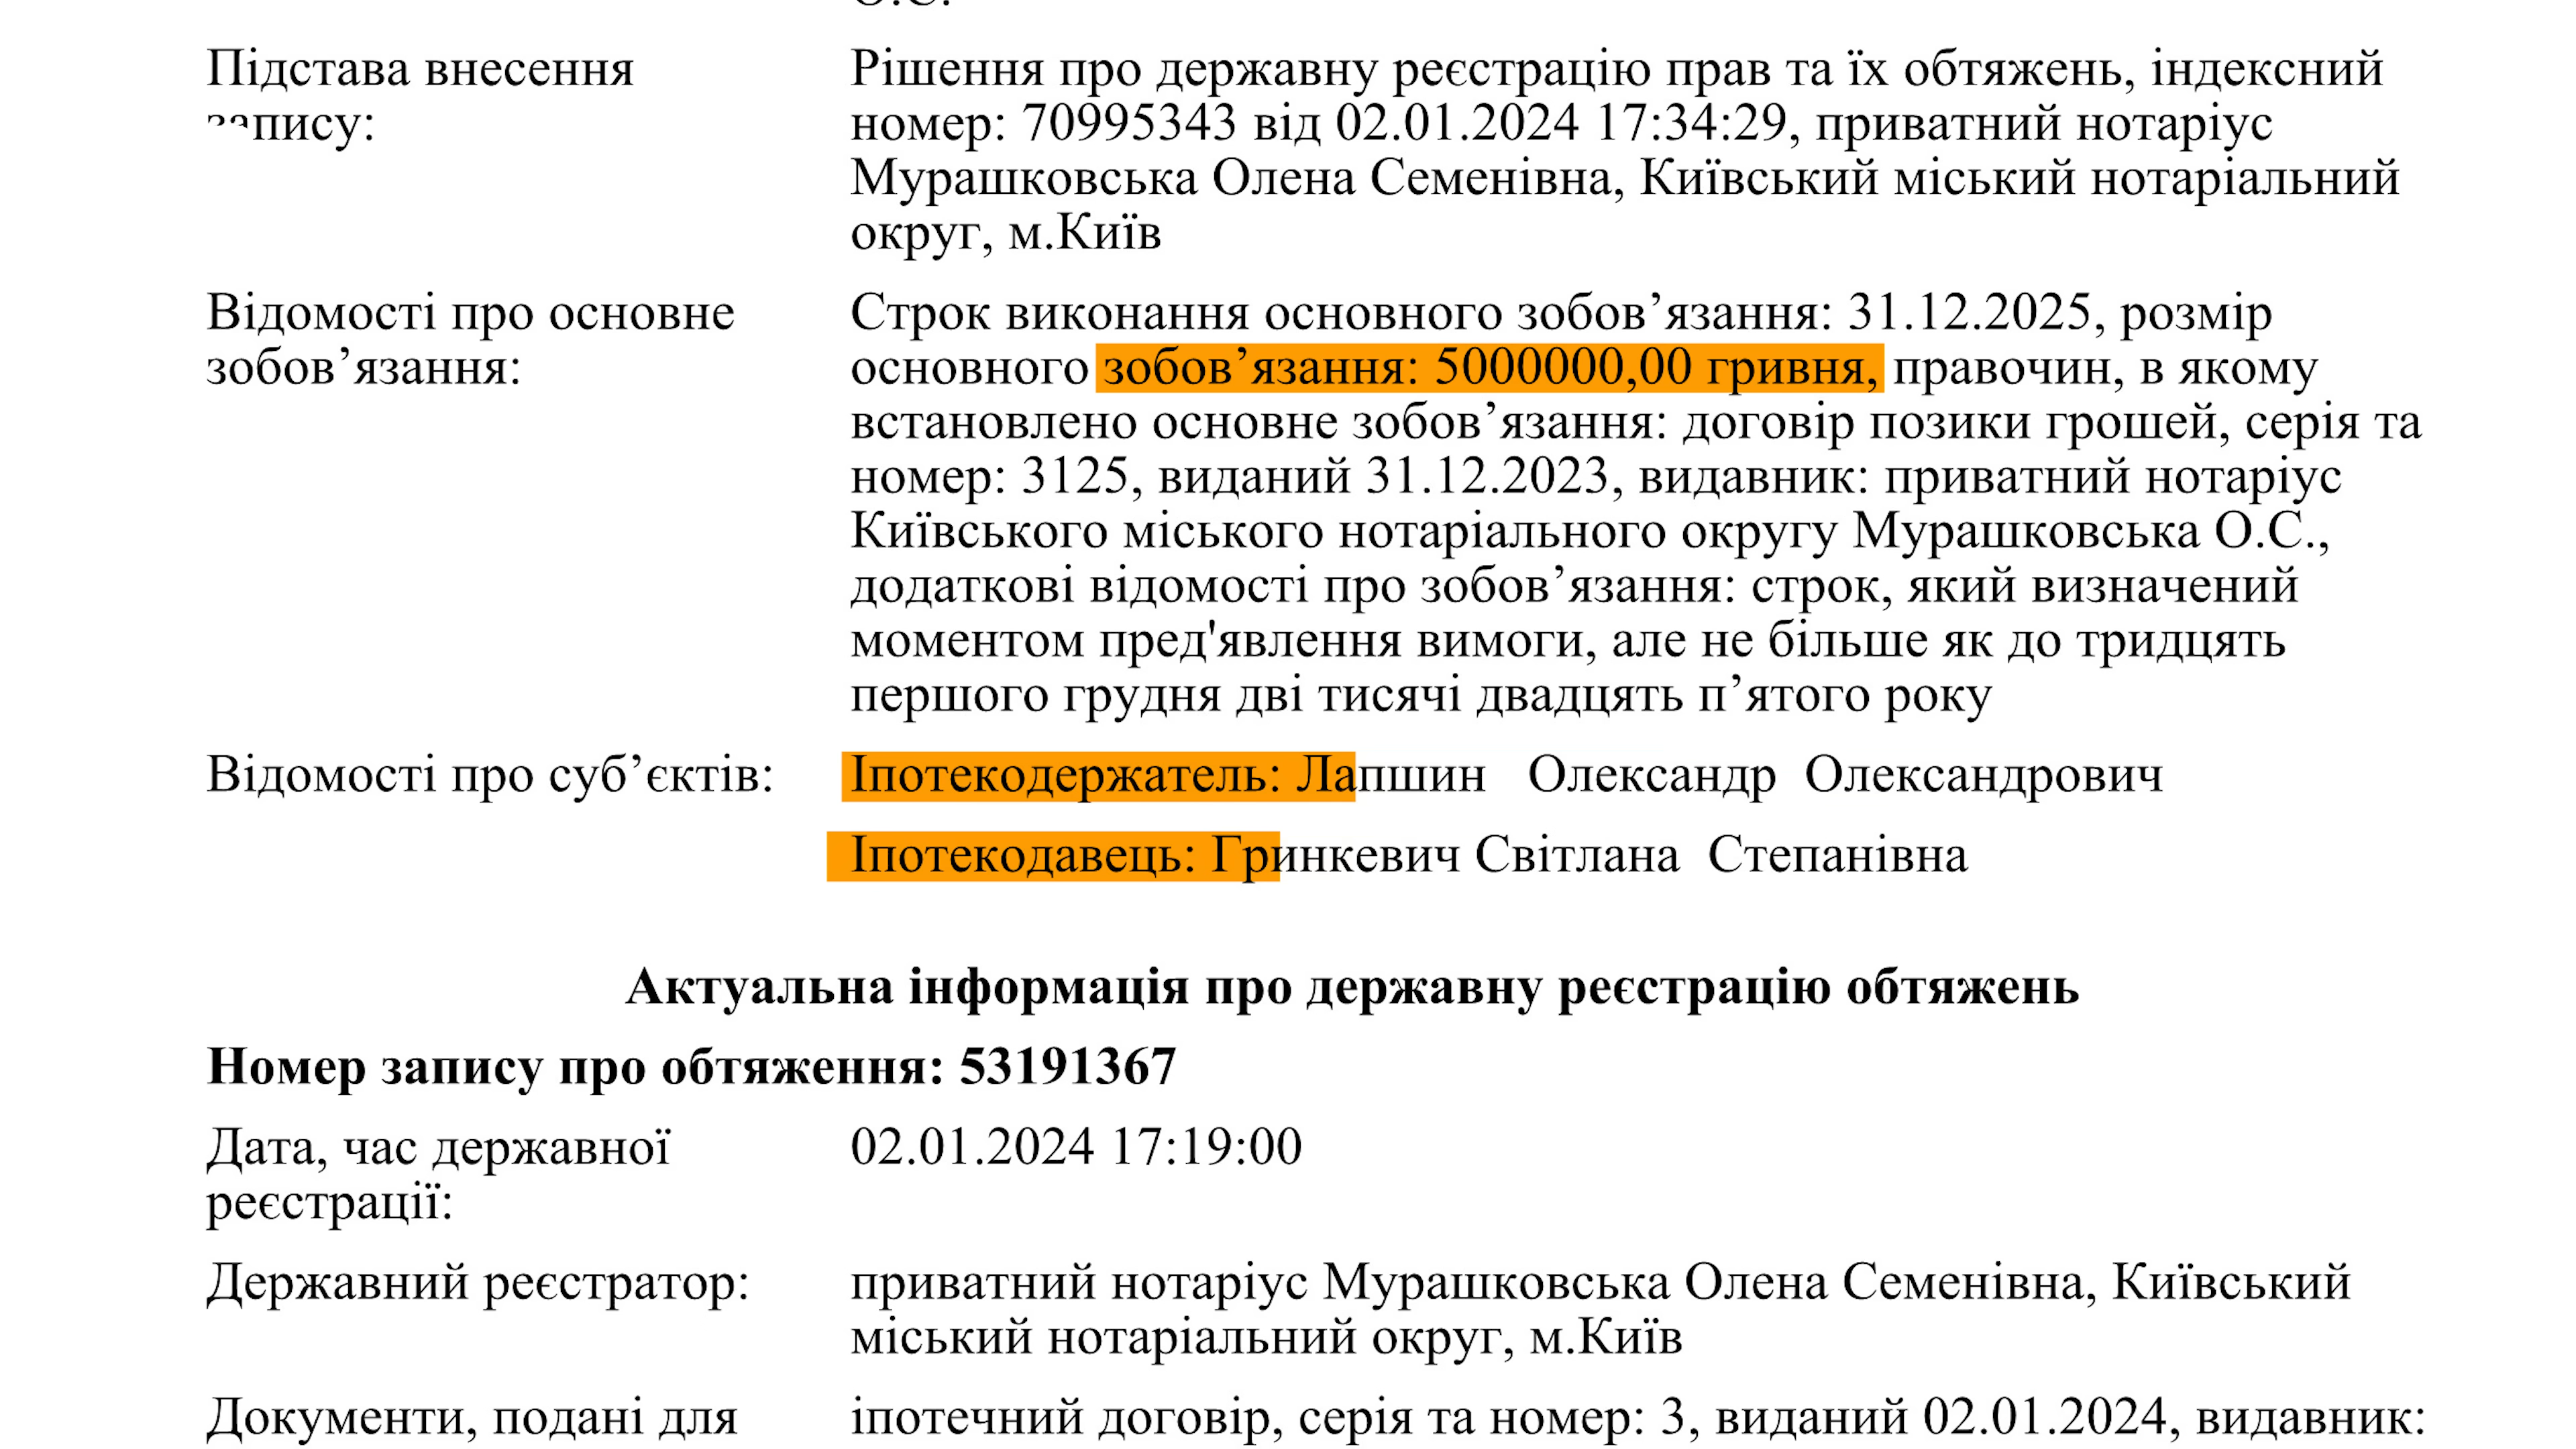 О.С.
Підстава внесення
запису:
Рішення про державну реєстрацію прав та їх обтяжень, індексний
номер: 70995343 від 02.01.2024 17:34:29, приватний нотаріус
Мурашковська Олена Семенівна, Київський міський нотаріальний
округ, м.Київ
Відомості про основне
зобов’язання:
Строк виконання основного зобов’язання: 31.12.2025, розмір
основного зобов’язання: 5000000,00 гривня, правочин, в якому
встановлено основне зобов’язання: договір позики грошей, серія та
номер: 3125, виданий 31.12.2023, видавник: приватний нотаріус
Київського міського нотаріального округу Мурашковська О.С.,
додаткові відомості про зобов’язання: строк, який визначений
моментом пред'явлення вимоги, але не більше як до тридцять
першого грудня дві тисячі двадцять п’ятого року
Відомості про суб’єктів:
Іпотекодержатель: Лапшин Олександр Олександрович
Іпотекодавець: Гринкевич Світлана Степанівна
Актуальна інформація про державну реєстрацію обтяжень
Номер запису про обтяження: 53191367
Дата, час державної
реєстрації:
02.01.2024 17:19:00
Державний реєстратор:
приватний нотаріус Мурашковська Олена Семенівна, Київський
міський нотаріальний округ, м.Київ
Документи, подані для
іпотечний договір, серія та номер: 3, виданий 02.01.2024, видавник: